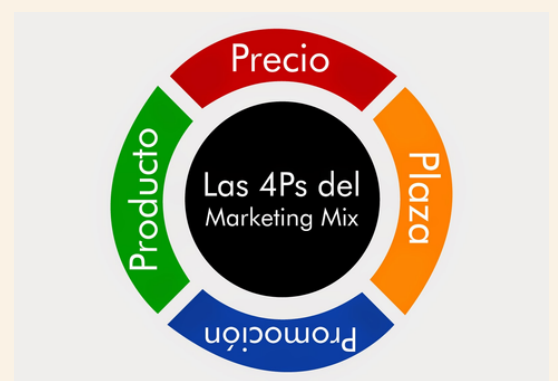 Precio
Producto
Las 4Ps del
Marketing Mix
Plaza
Promoción